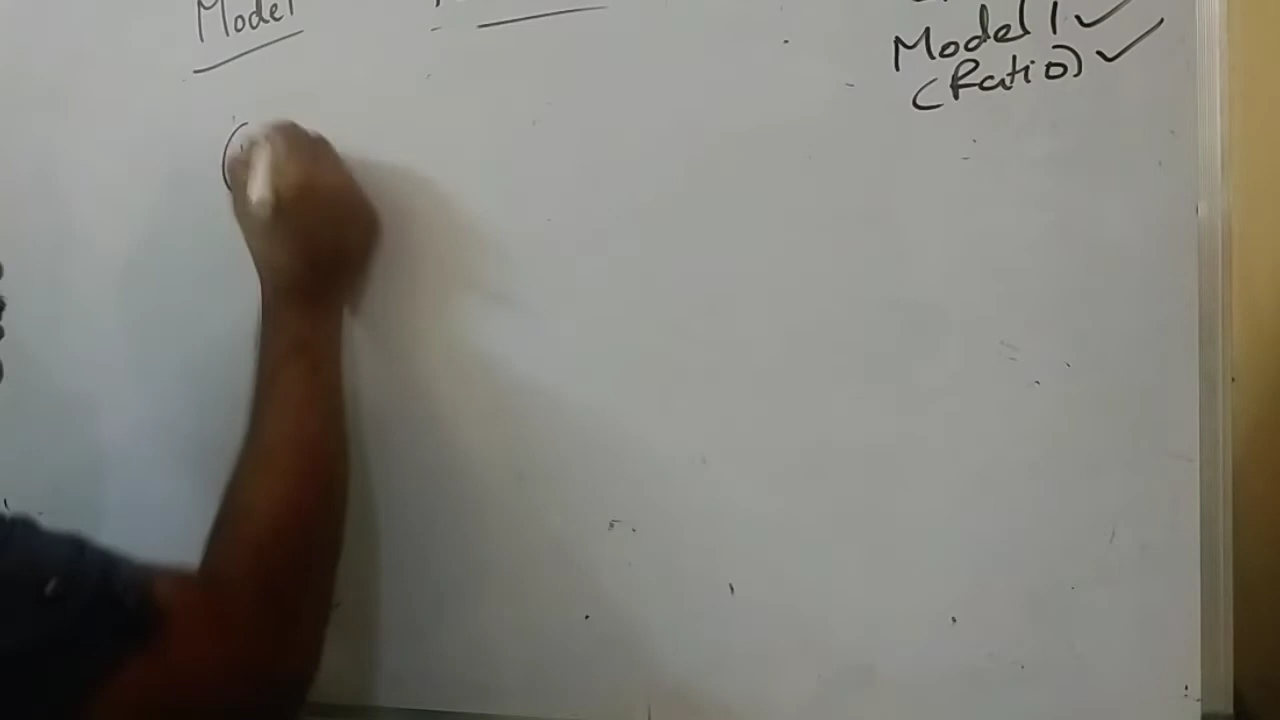 Model
Model 1 ✓
(Ratio) ✓
(